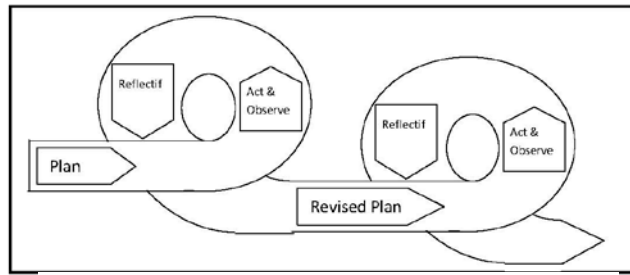 Reflectif
Act &
Observe
Plan
Reflectif
Act &
Observe
Revised Plan